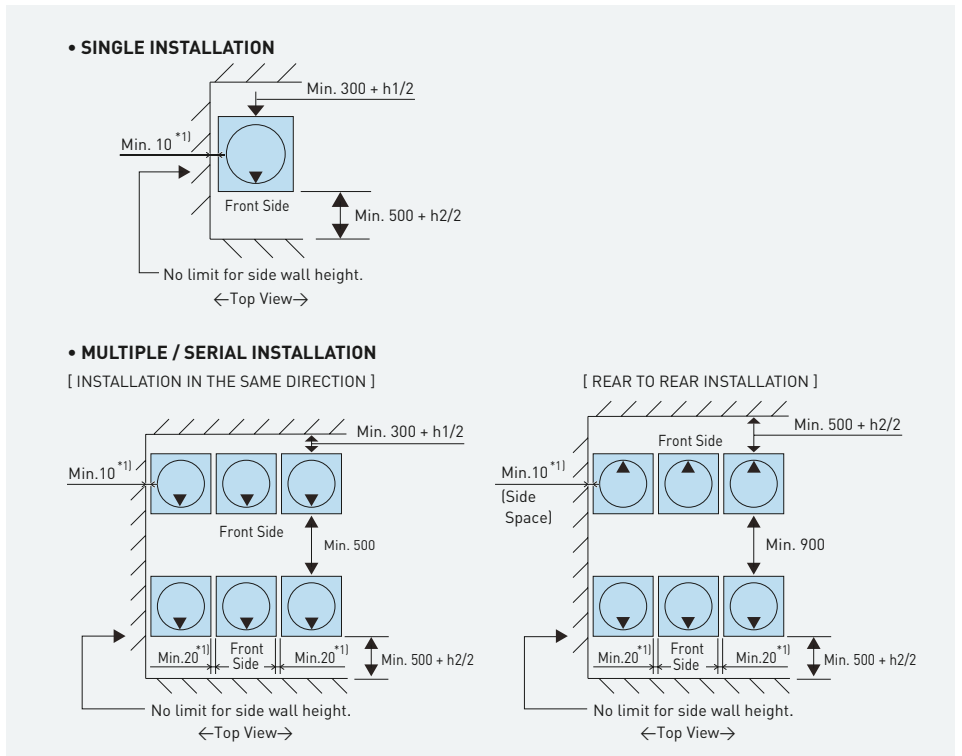 • SINGLE INSTALLATION
Min. 300 + h1/2
Min. 10 *1)
Front Side
Min. 500 + h2/2
No limit for side wall height.
←Top View→
• MULTIPLE / SERIAL INSTALLATION
[ INSTALLATION IN THE SAME DIRECTION ]
Min. 300 + h1/2
Min.10 *1)
Front Side
Min. 500
Min.20 *1)
Front
Side
Min.20 *1)
Min. 500 + h2/2
No limit for side wall height.
←Top View→
[ REAR TO REAR INSTALLATION ]
Min. 500 + h2/2
Front Side
Min.10 *1)
(Side
Space)
Min. 900
Min.20 *1)
Front
Side
Min.20 *1)
Min. 500 + h2/2
No limit for side wall height.
←Top View→